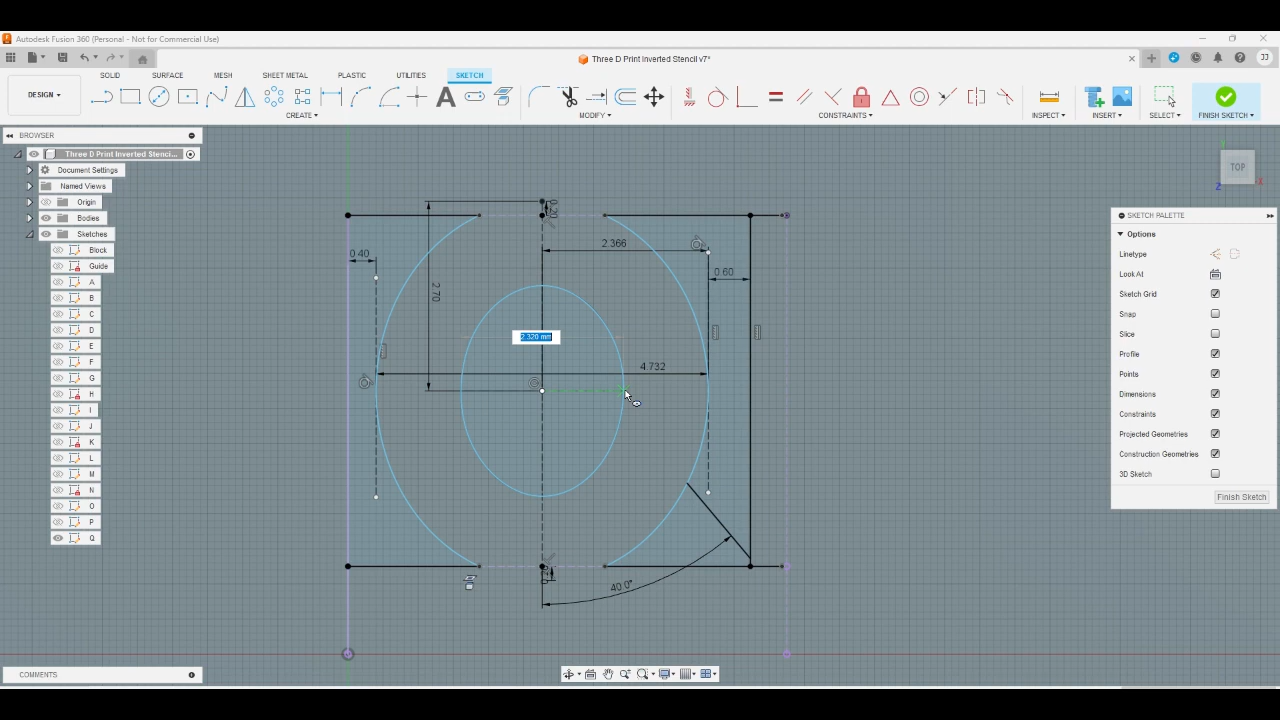 Autodesk Fusion 360 (Personal - Not for Commercial Use)
Three D Print Inverted Stencil v7*
JJ
DESIGN
SOLID SURFACE MESH SHEET METAL PLASTIC UTILITIES SKETCH
CREATE MODIFY CONSTRAINTS INSPECT INSERT SELECT FINISH SKETCH
BROWSER
Three D Print Inverted Stenci...
Document Settings
Named Views
Origin
Bodies
Sketches
Block
Guide
A
B
C
D
E
F
G
H
I
J
K
L
M
N
O
P
Q
TOP
Y
X
Z
0.20
2.366
0.40
0.60
2.70
2.320 mm
4.732
40.0°
SKETCH PALETTE
Options
Linetype
Look At
Sketch Grid
Snap
Slice
Profile
Points
Dimensions
Constraints
Projected Geometries
Construction Geometries
3D Sketch
Finish Sketch
COMMENTS